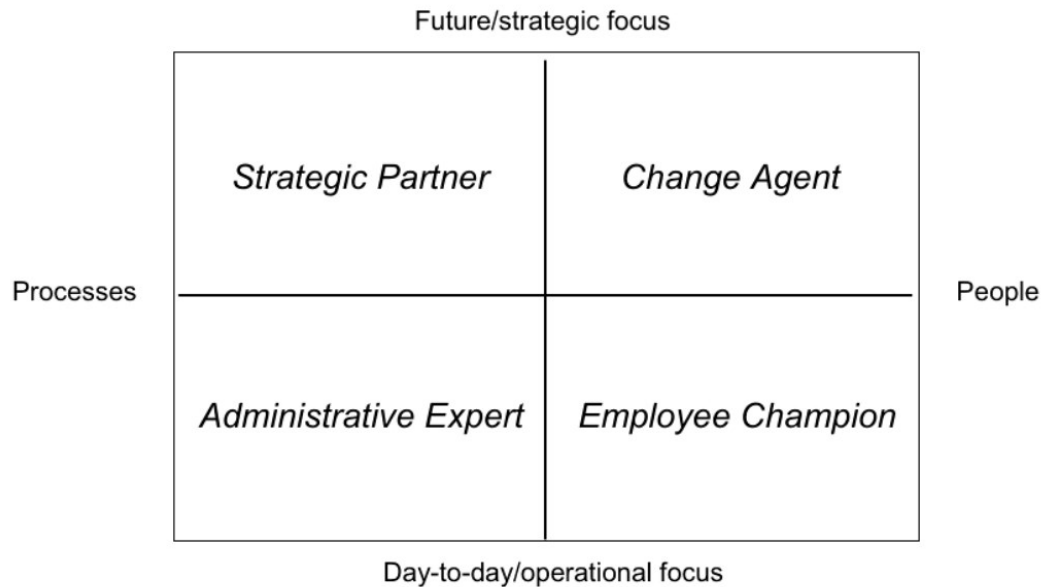 Future/strategic focus
Strategic Partner
Change Agent
Processes
People
Administrative Expert
Employee Champion
Day-to-day/operational focus